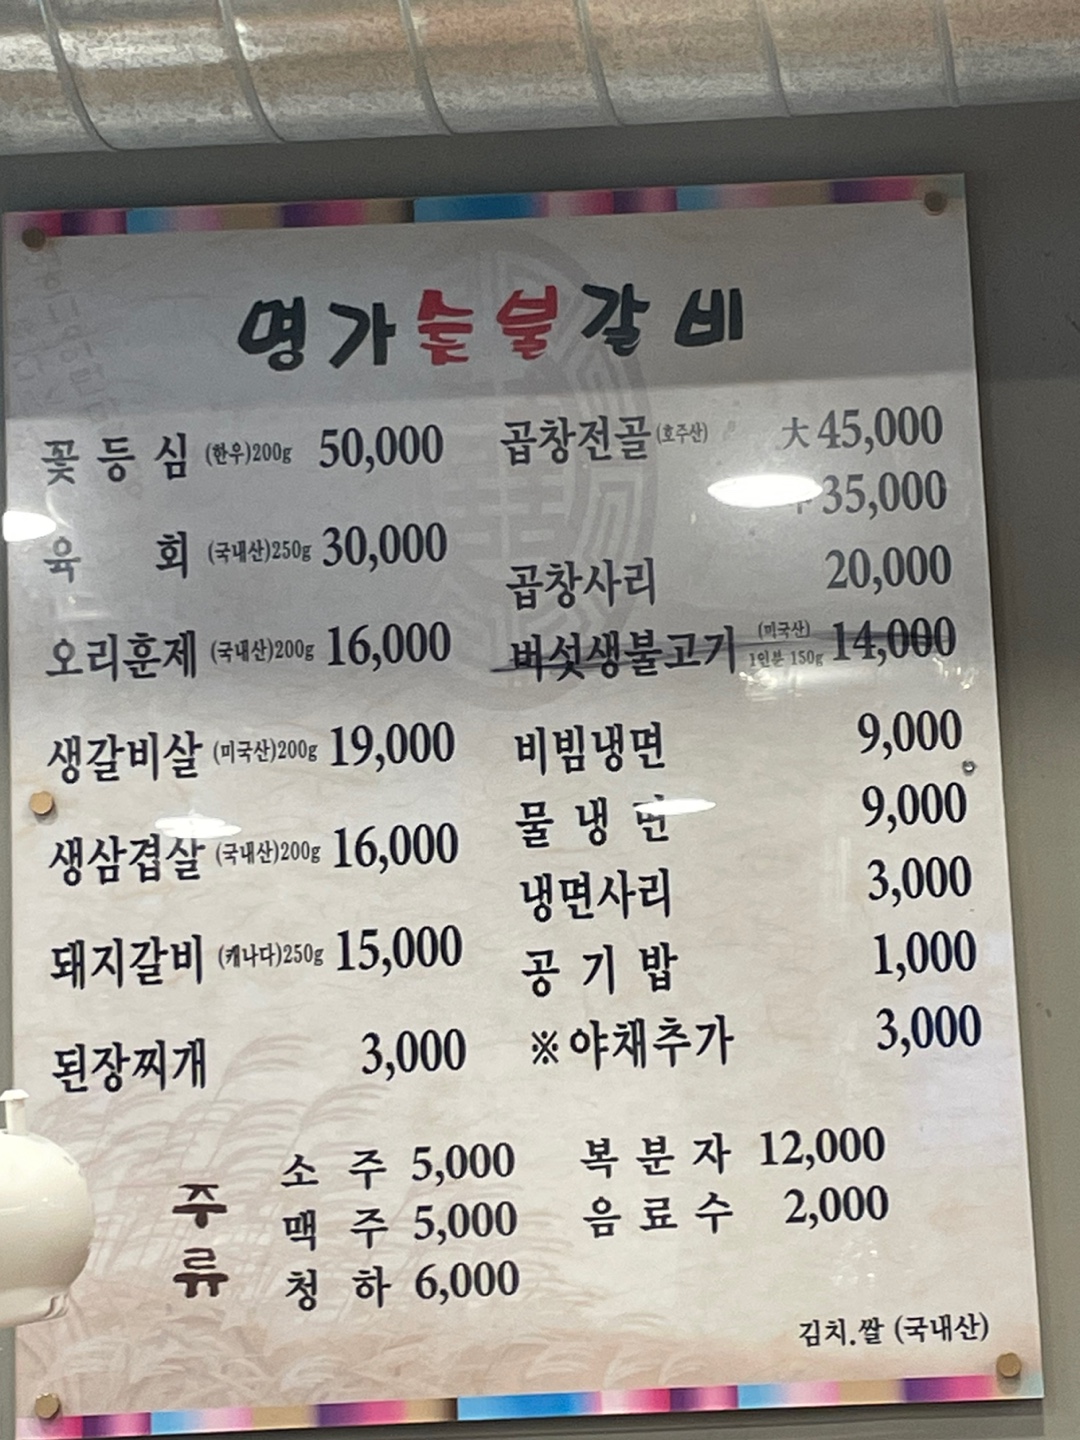 명가숯불갈비
꽃등심 (한우)200g 50,000
육회 (국내산)250g 30,000
오리훈제 (국내산)200g 16,000
생갈비살 (미국산)200g 19,000
생삼겹살 (국내산)200g 16,000
돼지갈비 (캐나다)250g 15,000
된장찌개 3,000
곱창전골 (호주산) 大 45,000
35,000
곱창사리 20,000
버섯생불고기 (미국산) 1인분 150g 14,000
비빔냉면 9,000
물냉면 9,000
냉면사리 3,000
공기밥 1,000
※야채추가 3,000
주류
소주 5,000
맥주 5,000
청하 6,000
복분자 12,000
음료수 2,000
김치.쌀 (국내산)